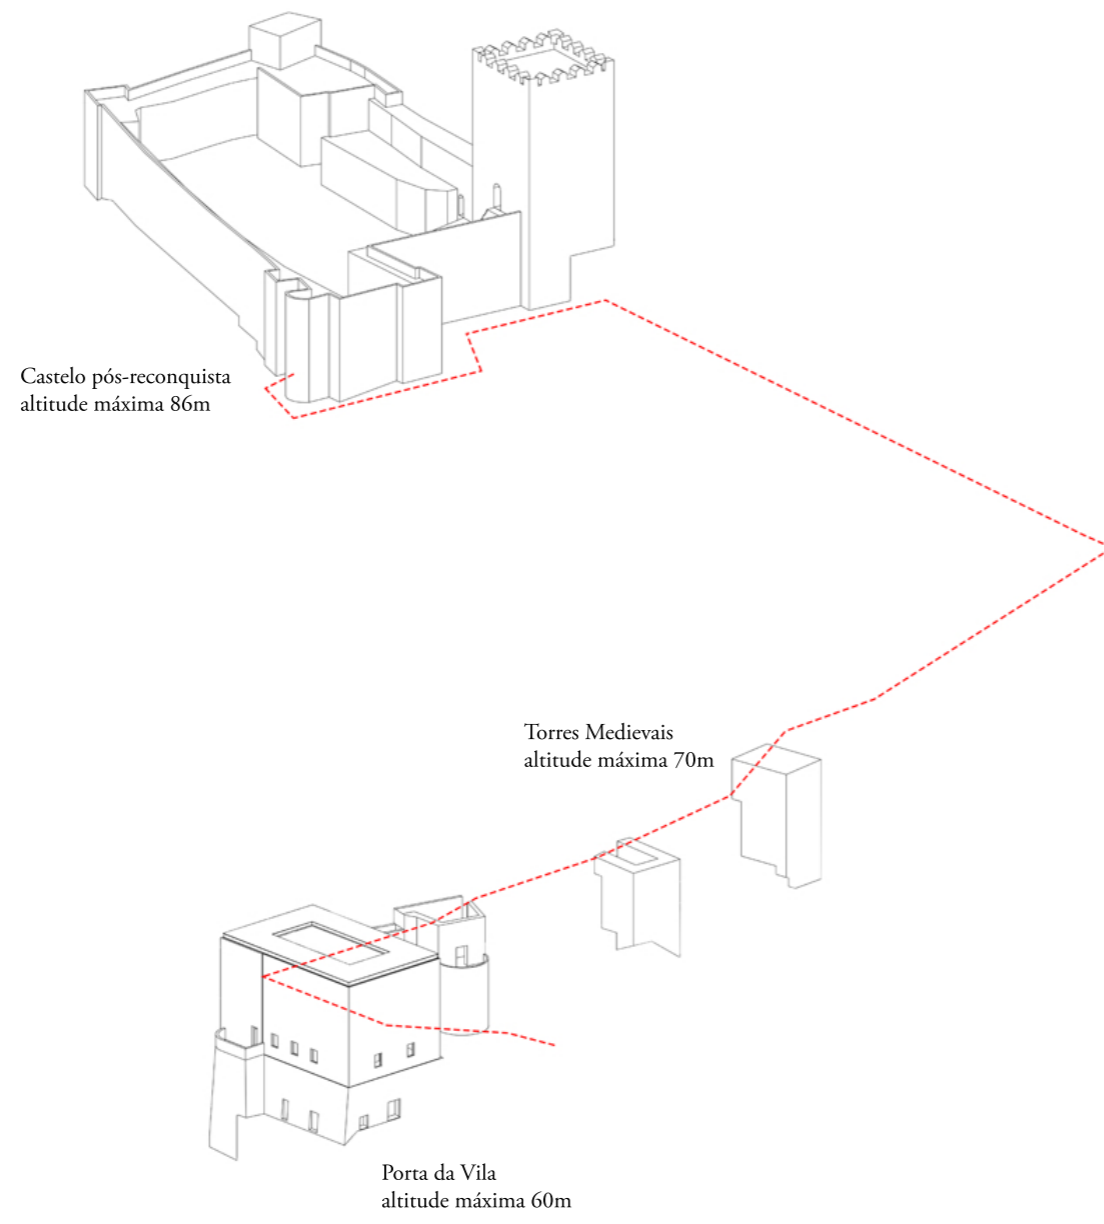 Castelo pós-reconquista
altitude máxima 86m
Torres Medievais
altitude máxima 70m
Porta da Vila
altitude máxima 60m